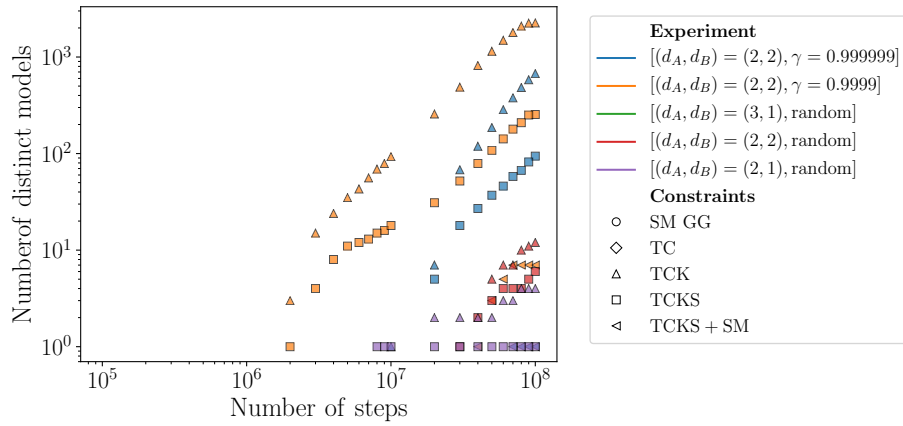 Numberof distinct models
10^3
10^2
10^1
10^0
10^5
10^6
10^7
10^8
Number of steps
Experiment
[(d_A, d_B) = (2, 2), γ = 0.999999]
[(d_A, d_B) = (2, 2), γ = 0.9999]
[(d_A, d_B) = (3, 1), random]
[(d_A, d_B) = (2, 2), random]
[(d_A, d_B) = (2, 1), random]
Constraints
SM GG
TC
TCK
TCKS
TCKS + SM